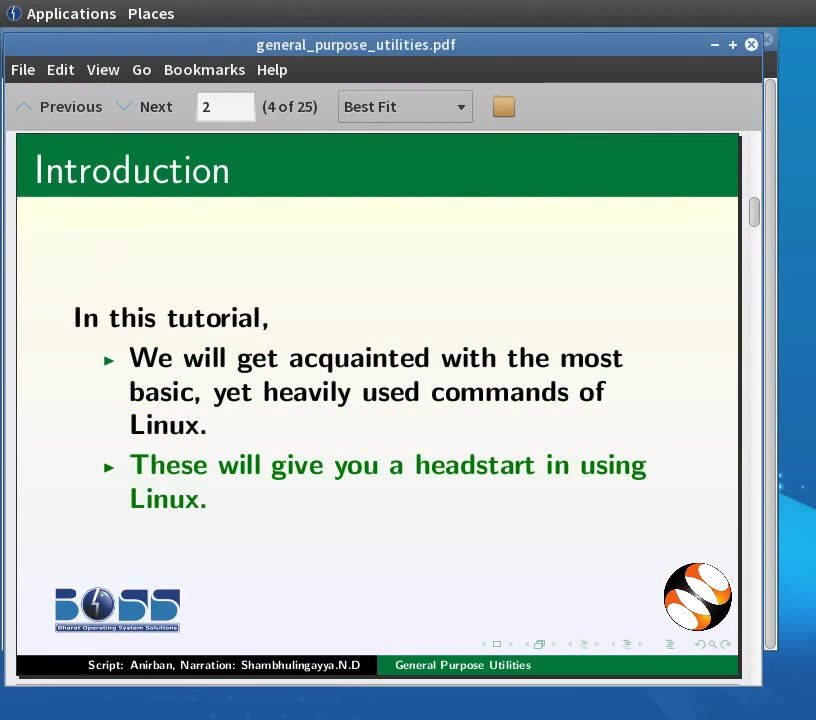 Applications Places
general_purpose_utilities.pdf
File Edit View Go Bookmarks Help
Previous Next 2 (4 of 25) Best Fit
Introduction
In this tutorial,
We will get acquainted with the most
basic, yet heavily used commands of
Linux.
These will give you a headstart in using
Linux.
BOSS
Bharat Operating System Solutions
Script: Anirban, Narration: Shambhulingayya.N.D General Purpose Utilities